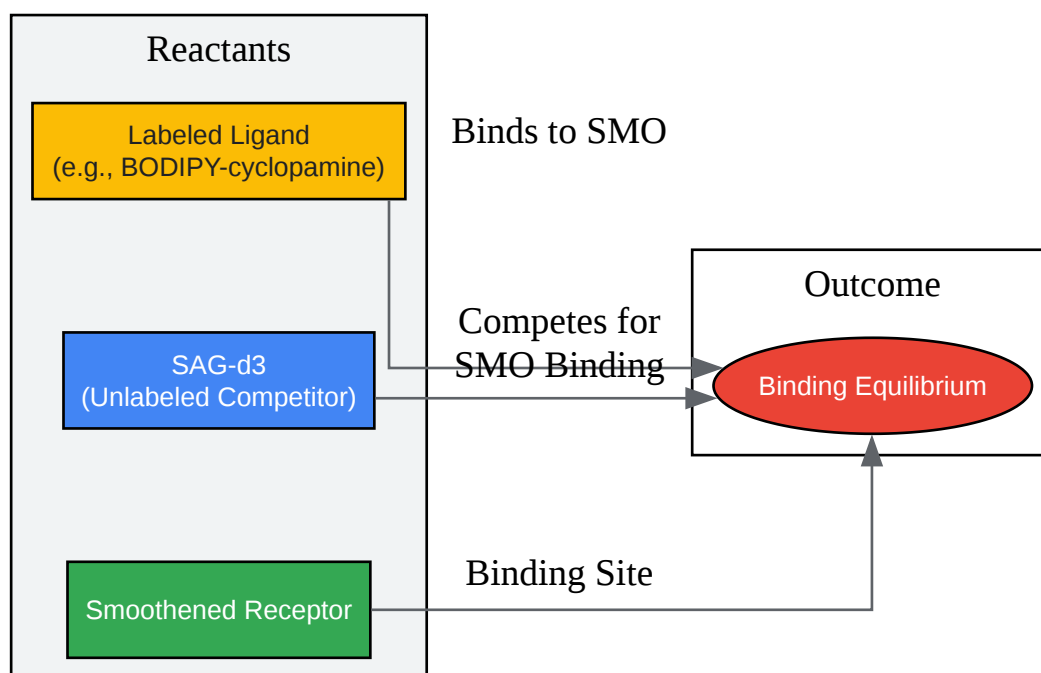 Reactants
Labeled Ligand
(e.g., BODIPY-cyclopamine)
Binds to SMO
SAG-d3
(Unlabeled Competitor)
Competes for
SMO Binding
Outcome
Binding Equilibrium
Smoothened Receptor
Binding Site